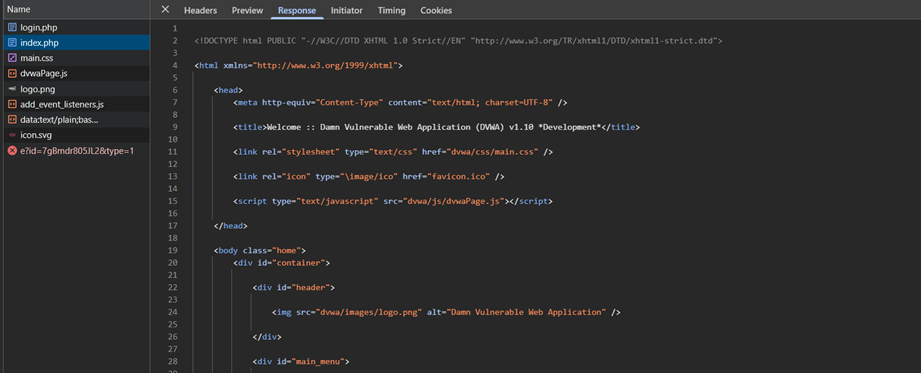 Name
login.php
index.php
main.css
dvwaPage.js
logo.png
add_event_listeners.js
data:text/plain;bas...
icon.svg
e?id=7gBmdr805JL2&type=1
Headers Preview Response Initiator Timing Cookies
1
2 <!DOCTYPE html PUBLIC "-//W3C//DTD XHTML 1.0 Strict//EN" "http://www.w3.org/TR/xhtml1/DTD/xhtml1-strict.dtd">
3
4 <html xmlns="http://www.w3.org/1999/xhtml">
5
6 <head>
7 <meta http-equiv="Content-Type" content="text/html; charset=UTF-8" />
8
9 <title>Welcome :: Damn Vulnerable Web Application (DVWA) v1.10 *Development*</title>
10
11 <link rel="stylesheet" type="text/css" href="dvwa/css/main.css" />
12
13 <link rel="icon" type="\image/ico" href="favicon.ico" />
14
15 <script type="text/javascript" src="dvwa/js/dvwaPage.js"></script>
16
17 </head>
18
19 <body class="home">
20 <div id="container">
21
22 <div id="header">
23
24 <img src="dvwa/images/logo.png" alt="Damn Vulnerable Web Application" />
25
26 </div>
27
28 <div id="main_menu">